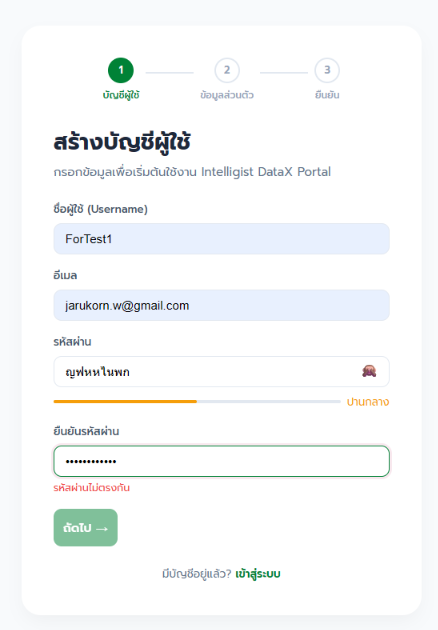 1 2 3
บัญชีผู้ใช้ ข้อมูลส่วนตัว ยืนยัน
สร้างบัญชีผู้ใช้
กรอกข้อมูลเพื่อเริ่มต้นใช้งาน Intelligist DataX Portal
ชื่อผู้ใช้ (Username)
ForTest1
อีเมล
jarukorn.w@gmail.com
รหัสผ่าน
ญฟหหในพก
ปานกลาง
ยืนยันรหัสผ่าน
••••••••••••
รหัสผ่านไม่ตรงกัน
ถัดไป →
มีบัญชีอยู่แล้ว? เข้าสู่ระบบ